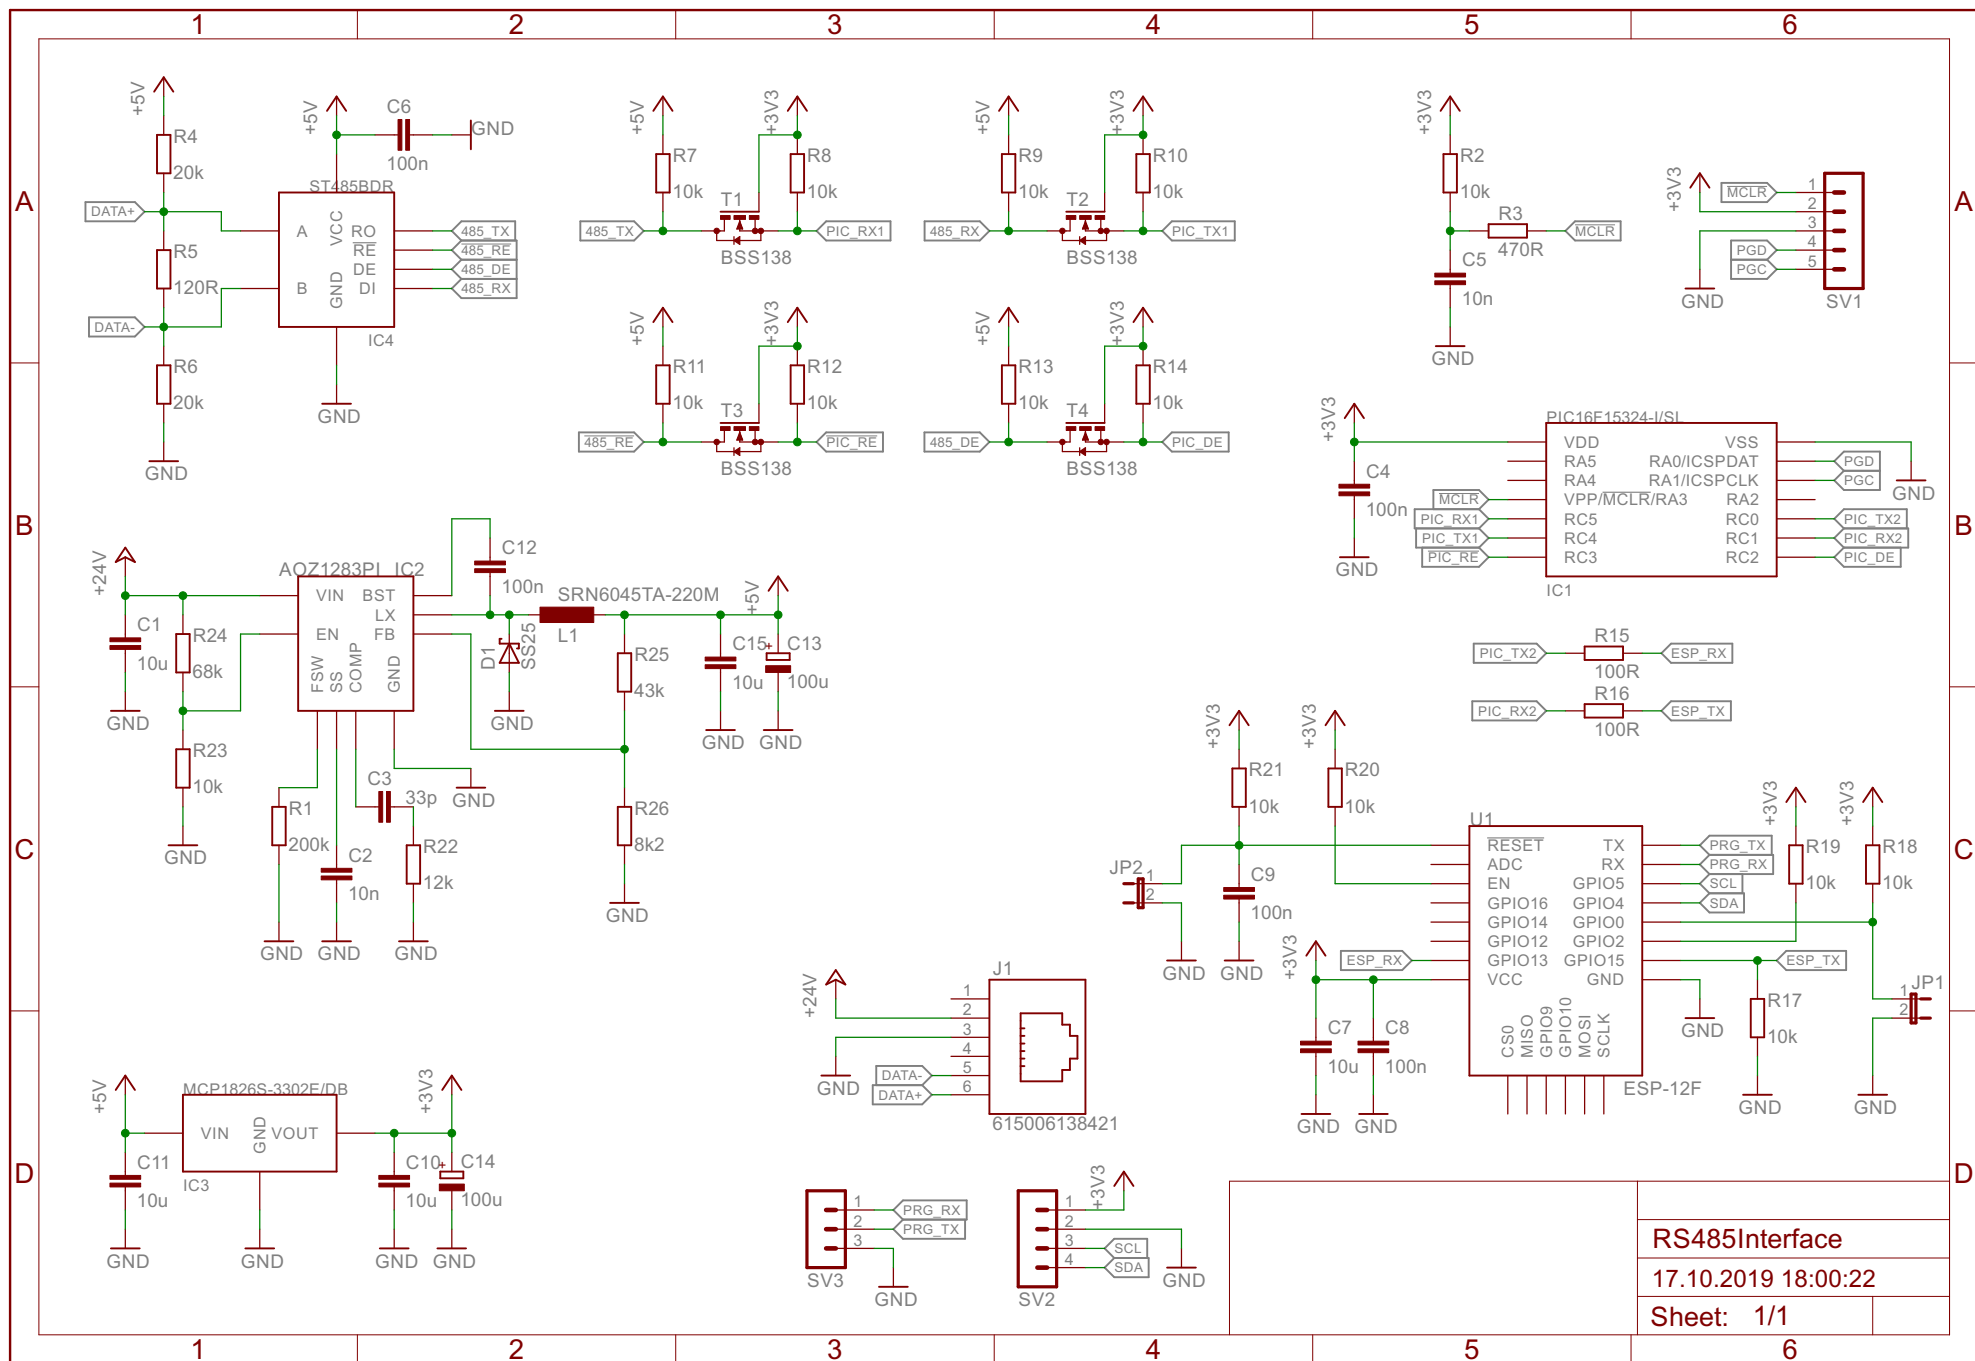 1 2 3 4 5 6
A A
B B
C C
D D
+5V
R4
20k
DATA+
R5
120R
DATA-
R6
20k
GND
+5V
C6
100n
GND
ST485BDR
A
B
VCC
GND
RO
RE
DE
DI
IC4
485_TX
485_RE
485_DE
485_RX
GND
+5V
R7
10k
485_TX
T1
BSS138
+3V3
R8
10k
PIC_RX1
+5V
R9
10k
485_RX
T2
BSS138
+3V3
R10
10k
PIC_TX1
+5V
R11
10k
485_RE
T3
BSS138
+3V3
R12
10k
PIC_RE
+5V
R13
10k
485_DE
T4
BSS138
+3V3
R14
10k
PIC_DE
+3V3
R2
10k
R3
470R
MCLR
C5
10n
GND
+3V3
MCLR
PGD
PGC
1
2
3
4
5
GND
SV1
+3V3
C4
100n
GND
PIC16F15324-I/SL
VDD
RA5
RA4
VPP/MCLR/RA3
RC5
RC4
RC3
VSS
RA0/ICSPDAT
RA1/ICSPCLK
RA2
RC0
RC1
RC2
IC1
MCLR
PIC_RX1
PIC_TX1
PIC_RE
PGD
PGC
PIC_TX2
PIC_RX2
PIC_DE
GND
+24V
C1
10u
GND
R24
68k
R23
10k
GND
AOZ1283PI IC2
VIN
EN
BST
LX
FB
FSW
SS
COMP
GND
C12
100n
SRN6045TA-220M
L1
D1
SS25
GND
R25
43k
C15
10u
GND
+5V
C13
+
100u
GND
R1
200k
GND
C2
10n
GND
C3
33p
R22
12k
GND
GND
R26
8k2
GND
PIC_TX2
R15
100R
ESP_RX
PIC_RX2
R16
100R
ESP_TX
+3V3
R21
10k
+3V3
R20
10k
JP2
1
2
GND
C9
100n
GND
U1
RESET
ADC
EN
GPIO16
GPIO14
GPIO12
GPIO13
VCC
TX
RX
GPIO5
GPIO4
GPIO0
GPIO2
GPIO15
GND
CS0
MISO
GPIO9
GPIO10
MOSI
SCLK
ESP-12F
PRG_TX
PRG_RX
SCL
SDA
ESP_TX
ESP_RX
+3V3
C7
10u
GND
C8
100n
GND
+3V3
R19
10k
+3V3
R18
10k
GND
R17
10k
GND
JP1
1
2
GND
+24V
J1
1
2
3
4
5
6
GND
DATA-
DATA+
615006138421
+5V
C11
10u
GND
MCP1826S-3302E/DB
VIN
GND
VOUT
IC3
GND
+3V3
C10
10u
GND
C14
+
100u
GND
1
2
3
PRG_RX
PRG_TX
SV3
GND
+3V3
1
2
3
4
SCL
SDA
SV2
GND
RS485Interface
17.10.2019 18:00:22
Sheet: 1/1
1 2 3 4 5 6